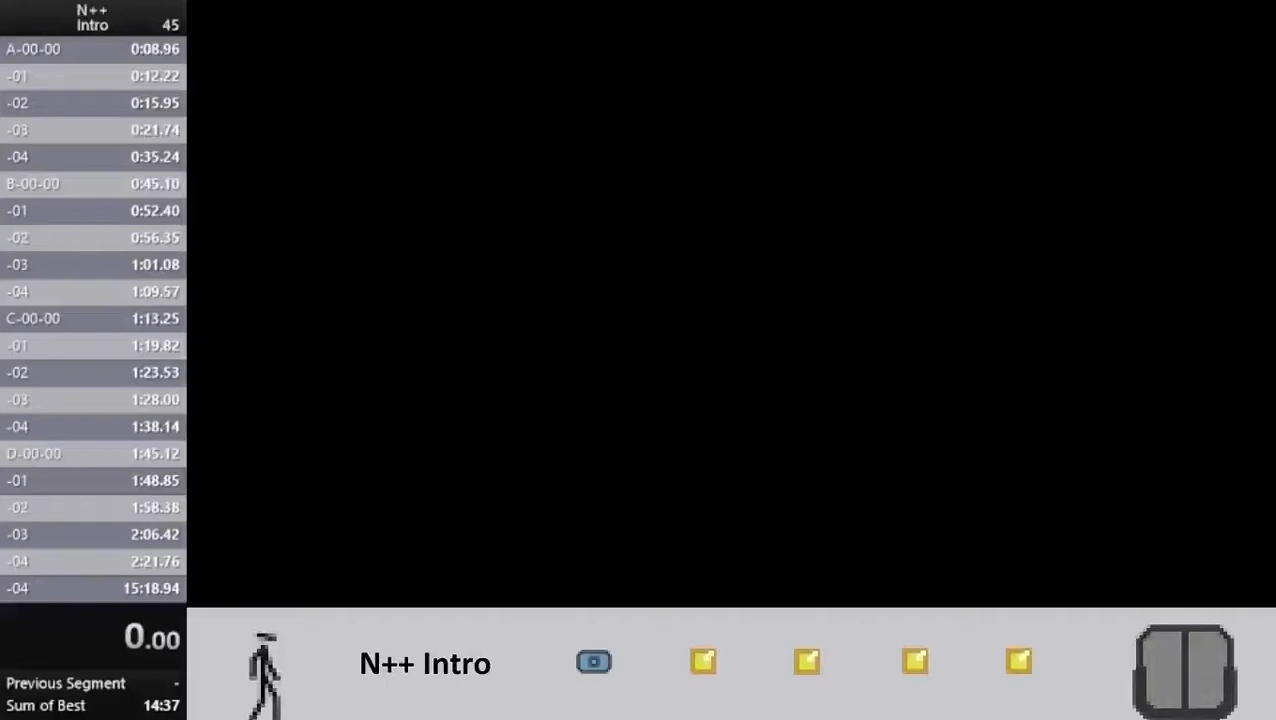 N++
Intro 45
A-00-00 0:08.96
-01 0:12.22
-02 0:15.95
-03 0:21.74
-04 0:35.24
B-00-00 0:45.10
-01 0:52.40
-02 0:56.35
-03 1:01.08
-04 1:09.57
C-00-00 1:13.25
-01 1:19.82
-02 1:23.53
-03 1:28.00
-04 1:38.14
D-00-00 1:45.12
-01 1:48.85
-02 1:58.38
-03 2:06.42
-04 2:21.76
-04 15:18.94
0.00
Previous Segment -
Sum of Best 14:37
N++ Intro